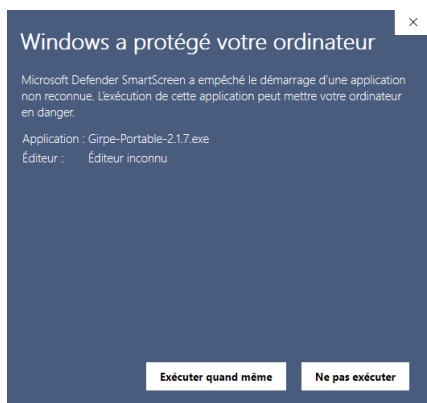 Windows a protégé votre ordinateur
Microsoft Defender SmartScreen a empêché le démarrage d'une application
non reconnue. L'exécution de cette application peut mettre votre ordinateur
en danger.
Application : Girpe-Portable-2.1.7.exe
Éditeur : Éditeur inconnu
Exécuter quand même Ne pas exécuter